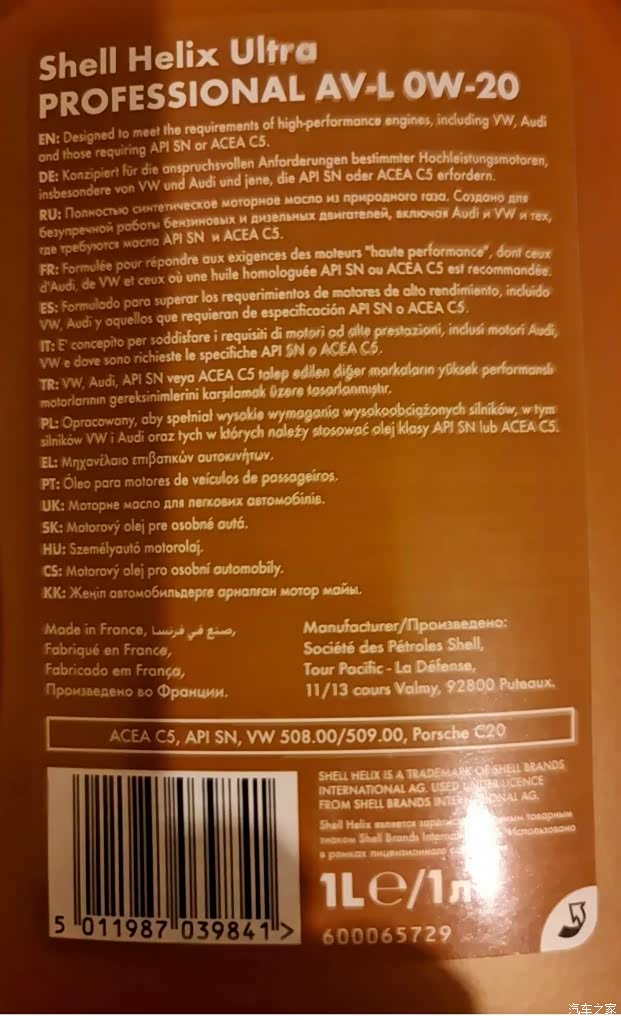 Shell Helix Ultra
PROFESSIONAL AV-L 0W-20
EN: Designed to meet the requirements of high-performance engines, including VW, Audi
and those requiring API SN or ACEA C5.
DE: Konzipiert für die anspruchsvollen Anforderungen bestimmter Hochleistungsmotoren,
insbesondere von VW und Audi und jene, die API SN oder ACEA C5 erfordern.
RU: Полностью синтетическое моторное масло из природного газа. Создано для
безупречной работы бензиновых и дизельных двигателей, включая Audi и VW и тех,
где требуются масла API SN и ACEA C5.
FR: Formulée pour répondre aux exigences des moteurs "haute performance", dont ceux
d'Audi, de VW et ceux où une huile homologuée API SN ou ACEA C5 est recommandée.
ES: Formulado para superar los requerimientos de motores de alto rendimiento, incluido
VW, Audi y aquellos que requieran de especificación API SN o ACEA C5.
IT: E' concepito per soddisfare i requisiti di motori ad alte prestazioni, inclusi motori Audi,
VW e dove sono richieste le specifiche API SN o ACEA C5.
TR: VW, Audi, API SN veya ACEA C5 talep edilen diğer markaların yüksek performanslı
motorlarının gereksinimlerini karşılamak üzere tasarlanmıştır.
PL: Opracowany, aby spełniał wysokie wymagania wysokoobciążonych silników, w tym
silników VW i Audi oraz tych w których należy stosować olej klasy API SN lub ACEA C5.
EL: Μηχανέλαιο επιβατικών αυτοκινήτων.
PT: Óleo para motores de veículos de passageiros.
UK: Моторне масло для легкових автомобілів.
SK: Motorový olej pre osobné autá.
HU: Személyautó motorolaj.
CS: Motorový olej pro osobní automobily.
KK: Жеңіл автомобильдерге арналған мотор майы.
Made in France, صنع في فرنسا,
Fabriqué en France,
Fabricado em França,
Произведено во Франции.
Manufacturer/Произведено:
Société des Pétroles Shell,
Tour Pacific - La Défense,
11/13 cours Valmy, 92800 Puteaux.
ACEA C5, API SN, VW 508.00/509.00, Porsche C20
SHELL HELIX IS A TRADEMARK OF SHELL BRANDS
INTERNATIONAL AG. USED UNDER LICENCE
FROM SHELL BRANDS INTERNATIONAL AG.
Shell Helix является товарным
знаком Shell Brands Использовано
в рамках
1L℮/1л
600065729
5 011987 039841 >
汽车之家